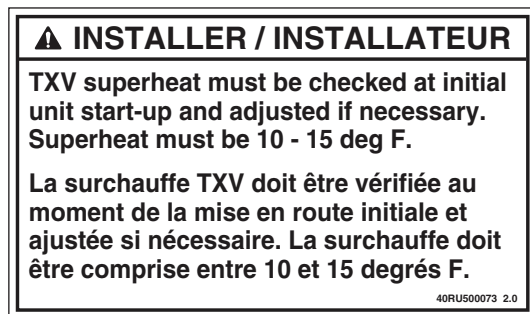 ⚠ INSTALLER / INSTALLATEUR
TXV superheat must be checked at initial
unit start-up and adjusted if necessary.
Superheat must be 10 - 15 deg F.
La surchauffe TXV doit être vérifiée au
moment de la mise en route initiale et
ajustée si nécessaire. La surchauffe doit
être comprise entre 10 et 15 degrés F.
40RU500073 2.0